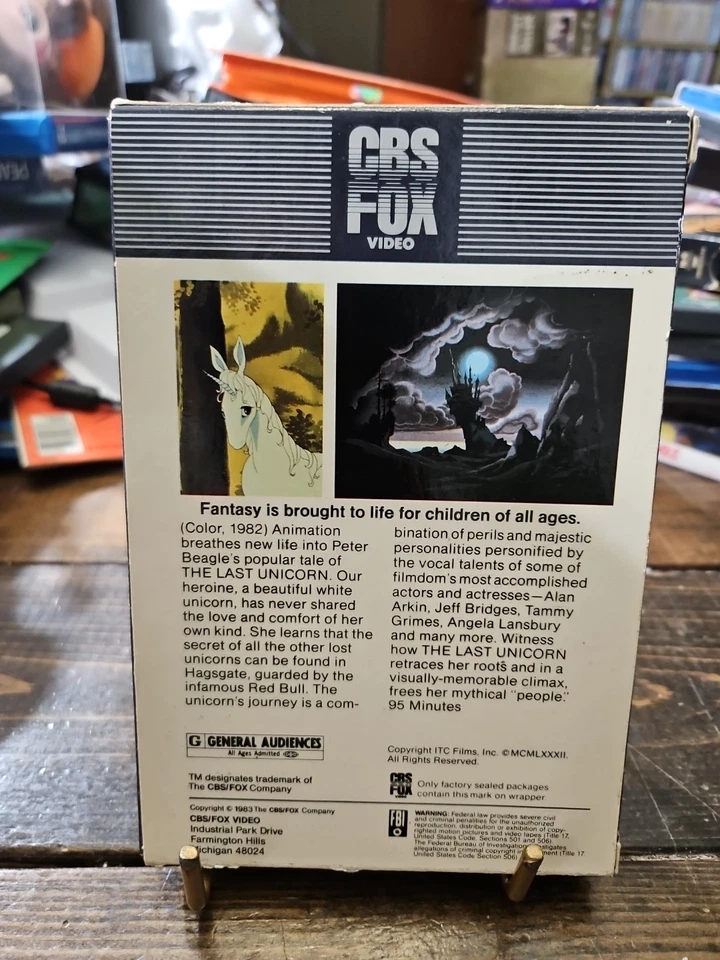 CBS
FOX
VIDEO
Fantasy is brought to life for children of all ages.
(Color, 1982) Animation
breathes new life into Peter
Beagle's popular tale of
THE LAST UNICORN. Our
heroine, a beautiful white
unicorn, has never shared
the love and comfort of her
own kind. She learns that the
secret of all the other lost
unicorns can be found in
Hagsgate, guarded by the
infamous Red Bull. The
unicorn's journey is a com-
bination of perils and majestic
personalities personified by
the vocal talents of some of
filmdom's most accomplished
actors and actresses—Alan
Arkin, Jeff Bridges, Tammy
Grimes, Angela Lansbury
and many more. Witness
how THE LAST UNICORN
retraces her roots and in a
visually-memorable climax,
frees her mythical "people."
95 Minutes
G GENERAL AUDIENCES
All Ages Admitted
Copyright ITC Films, Inc. ©MCMLXXXII.
All Rights Reserved.
TM designates trademark of
The CBS/FOX Company
CBS
FOX
VIDEO
Only factory sealed packages
contain this mark on wrapper
Copyright © 1983 The CBS/FOX Company
CBS/FOX VIDEO
Industrial Park Drive
Farmington Hills
ichigan 48024
FBI
WARNING: Federal law provides severe civil
and criminal penalties for the unauthorized
reproduction, distribution or exhibition of copy-
righted motion pictures and video tapes (Title 17,
United States Code, Sections 501 and 506).
The Federal Bureau of Investigation
allegations of criminal copyright (Title 17
United States Code Section 506)